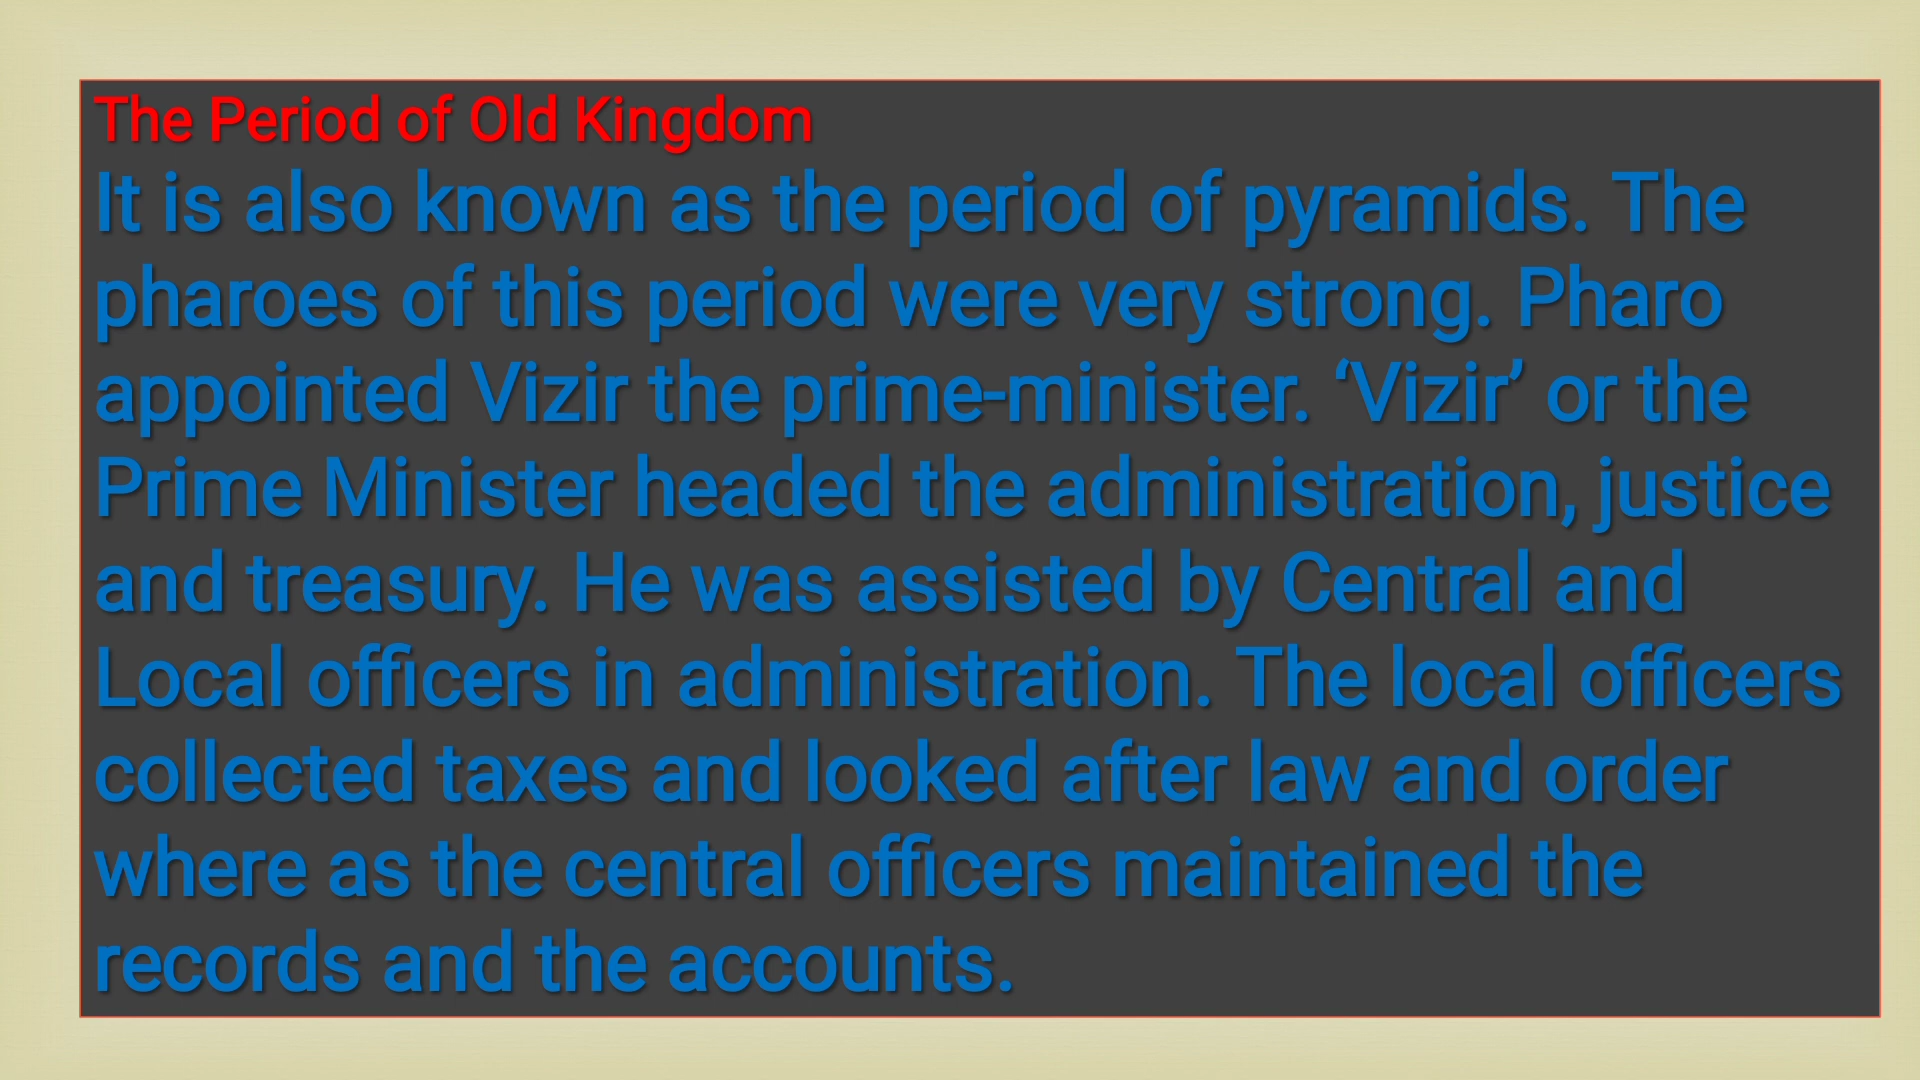 The Period of Old Kingdom
It is also known as the period of pyramids. The
pharoes of this period were very strong. Pharo
appointed Vizir the prime-minister. ‘Vizir’ or the
Prime Minister headed the administration, justice
and treasury. He was assisted by Central and
Local officers in administration. The local officers
collected taxes and looked after law and order
where as the central officers maintained the
records and the accounts.